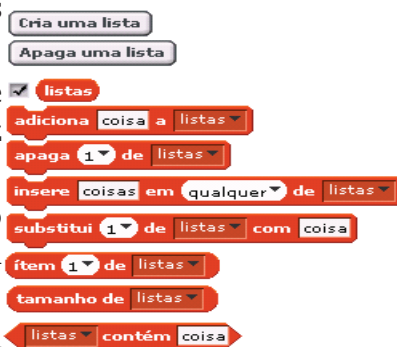 Cria uma lista
Apaga uma lista
listas
adiciona coisa a listas
apaga 1 de listas
insere coisas em qualquer de listas
substitui 1 de listas com coisa
ítem 1 de listas
tamanho de listas
listas contém coisa